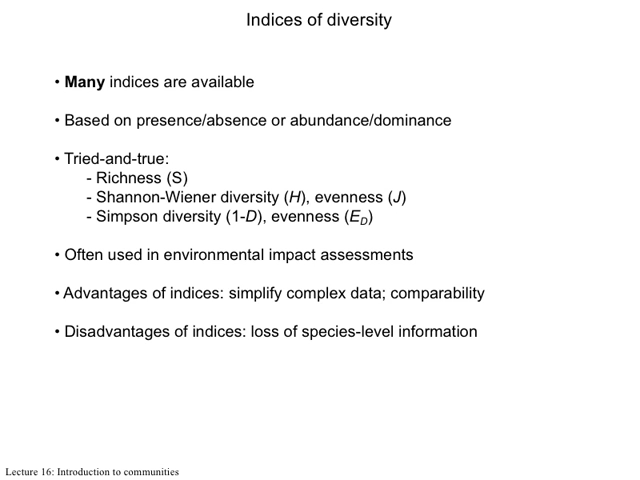 Indices of diversity
• Many indices are available
• Based on presence/absence or abundance/dominance
• Tried-and-true:
- Richness (S)
- Shannon-Wiener diversity (H), evenness (J)
- Simpson diversity (1-D), evenness (ED)
• Often used in environmental impact assessments
• Advantages of indices: simplify complex data; comparability
• Disadvantages of indices: loss of species-level information
Lecture 16: Introduction to communities